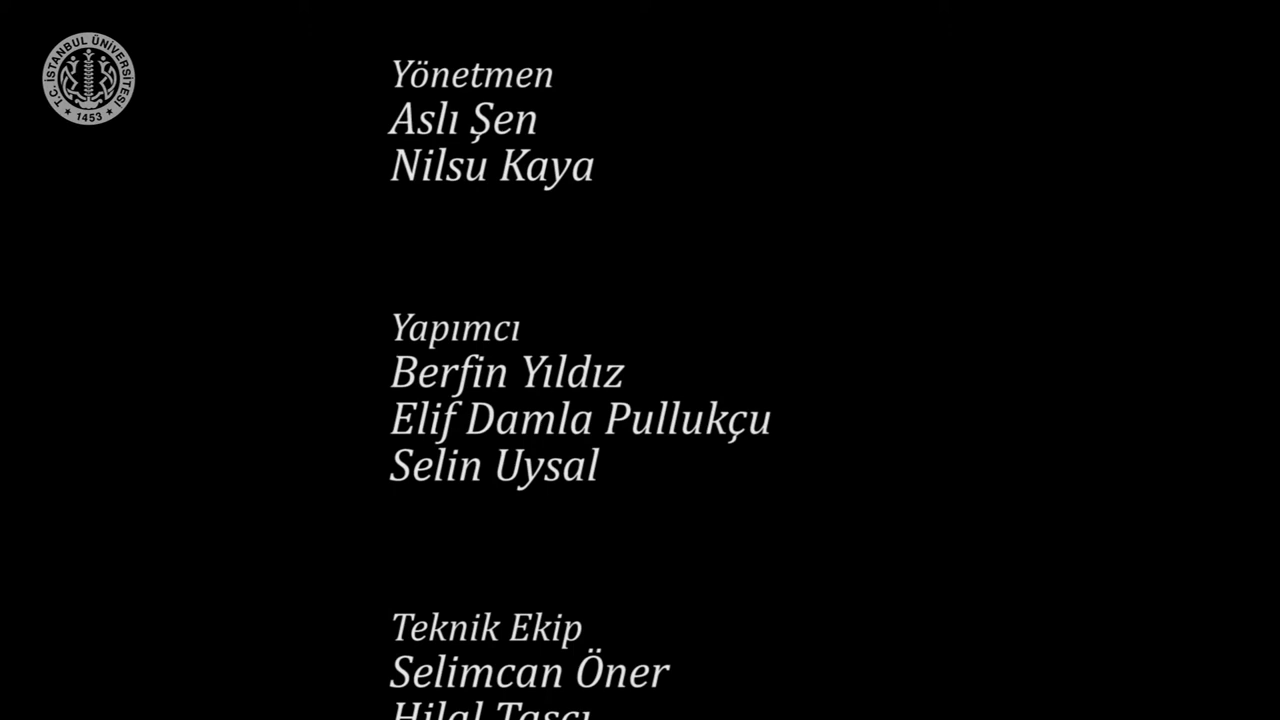 T.C. İSTANBUL ÜNİVERSİTESİ
1453
Yönetmen
Aslı Şen
Nilsu Kaya
Yapımcı
Berfin Yıldız
Elif Damla Pullukçu
Selin Uysal
Teknik Ekip
Selimcan Öner
Hilal